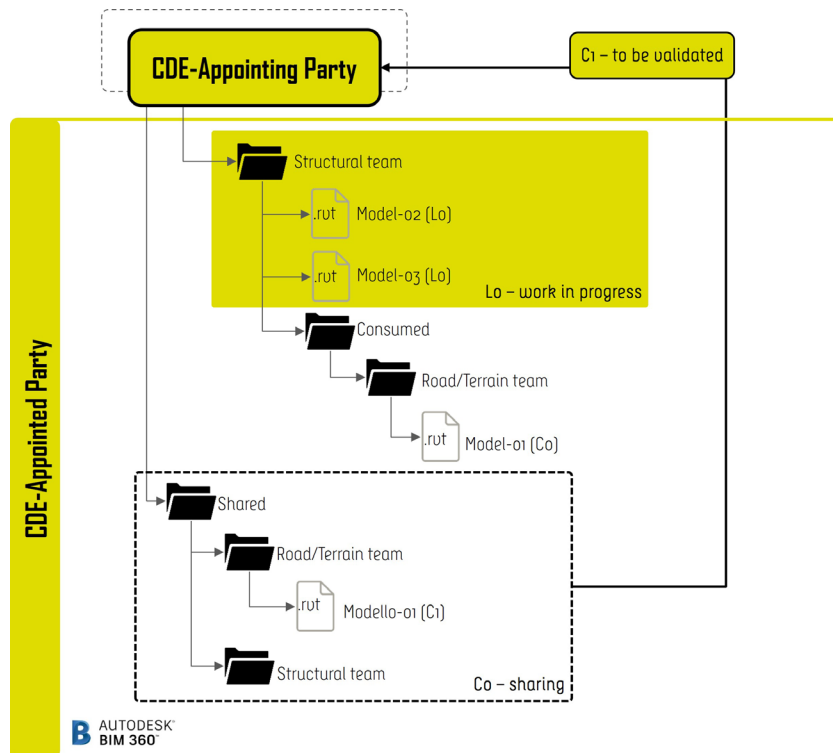 CDE-Appointing Party
C1 – to be validated
CDE-Appointed Party
Structural team
.rvt
Model-02 (L0)
.rvt
Model-03 (L0)
L0 – work in progress
Consumed
Road/Terrain team
.rvt
Model-01 (C0)
Shared
Road/Terrain team
.rvt
Modello-01 (C1)
Structural team
C0 – sharing
B AUTODESK®
BIM 360™